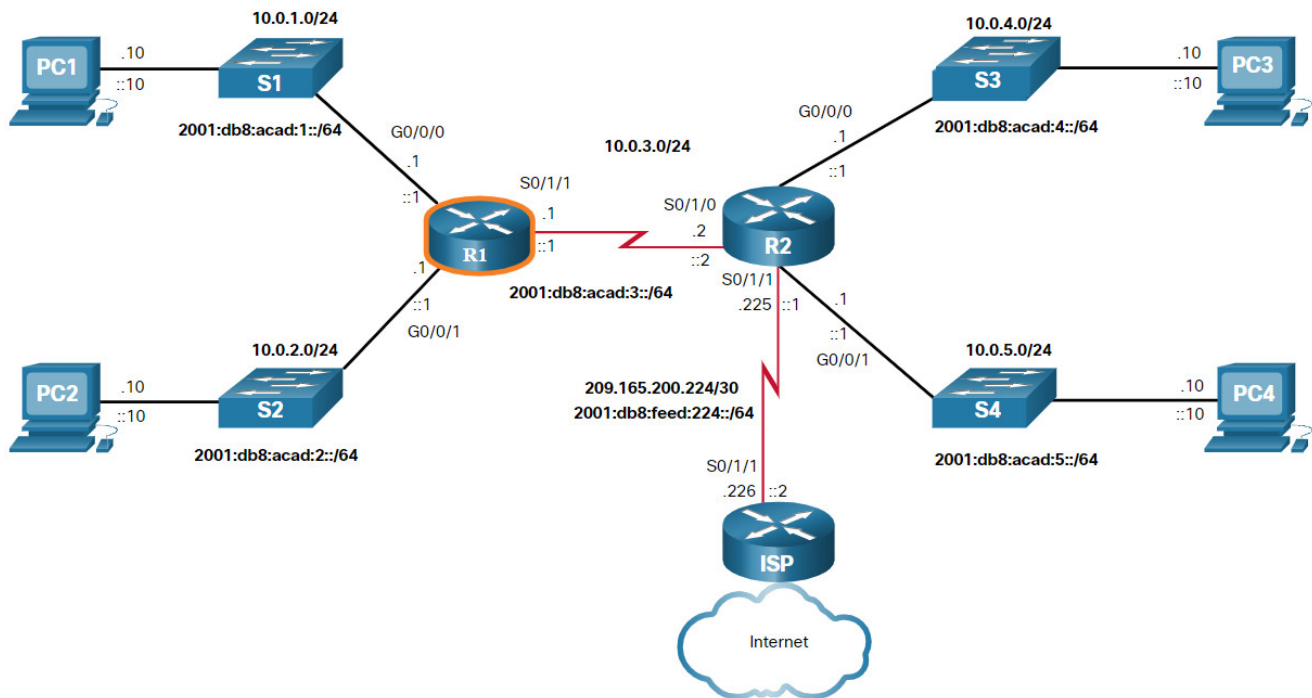 10.0.1.0/24
10.0.4.0/24
PC1
.10
::10
S1
S3
.10
::10
PC3
2001:db8:acad:1::/64
G0/0/0
.1
::1
10.0.3.0/24
G0/0/0
.1
::1
2001:db8:acad:4::/64
S0/1/1
.1
::1
S0/1/0
.2
::2
R1
R2
2001:db8:acad:3::/64
.1
::1
G0/0/1
S0/1/1
.225
::1
.1
::1
G0/0/1
10.0.2.0/24
10.0.5.0/24
PC2
.10
::10
S2
209.165.200.224/30
2001:db8:feed:224::/64
S4
.10
::10
PC4
2001:db8:acad:2::/64
2001:db8:acad:5::/64
S0/1/1
.226
::2
ISP
Internet